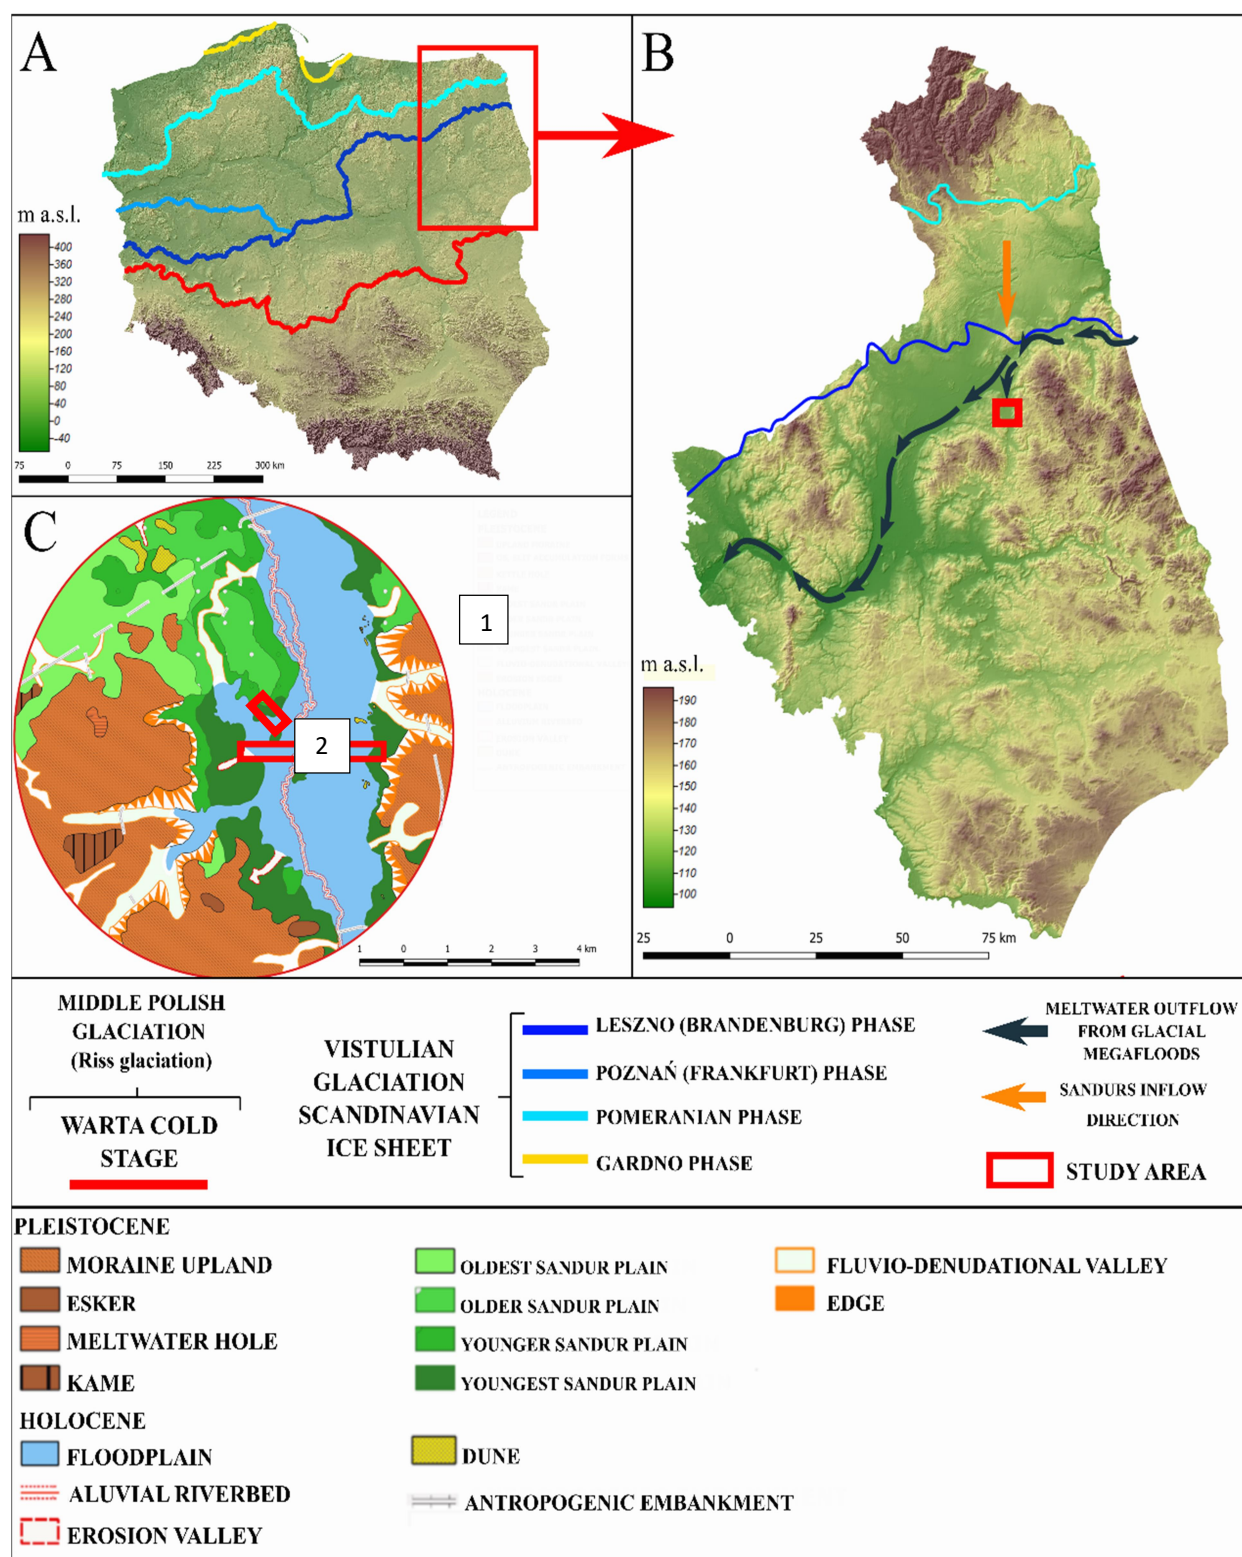 A
m a.s.l.
400
360
320
280
240
200
160
120
80
40
-0
-40
75 0 75 150 225 300 km
B
m a.s.l.
190
180
170
160
150
140
130
120
110
100
25 0 25 50 75 km
C
1
2
1 0 1 2 3 4 km
MIDDLE POLISH
GLACIATION
(Riss glaciation)
WARTA COLD
STAGE
VISTULIAN
GLACIATION
SCANDINAVIAN
ICE SHEET
LESZNO (BRANDENBURG) PHASE
POZNAŃ (FRANKFURT) PHASE
POMERANIAN PHASE
GARDNO PHASE
MELTWATER OUTFLOW
FROM GLACIAL
MEGAFLOODS
SANDURS INFLOW
DIRECTION
STUDY AREA
PLEISTOCENE
MORAINE UPLAND
ESKER
MELTWATER HOLE
KAME
OLDEST SANDUR PLAIN
OLDER SANDUR PLAIN
YOUNGER SANDUR PLAIN
YOUNGEST SANDUR PLAIN
FLUVIO-DENUDATIONAL VALLEY
EDGE
HOLOCENE
FLOODPLAIN
ALUVIAL RIVERBED
EROSION VALLEY
DUNE
ANTROPOGENIC EMBANKMENT